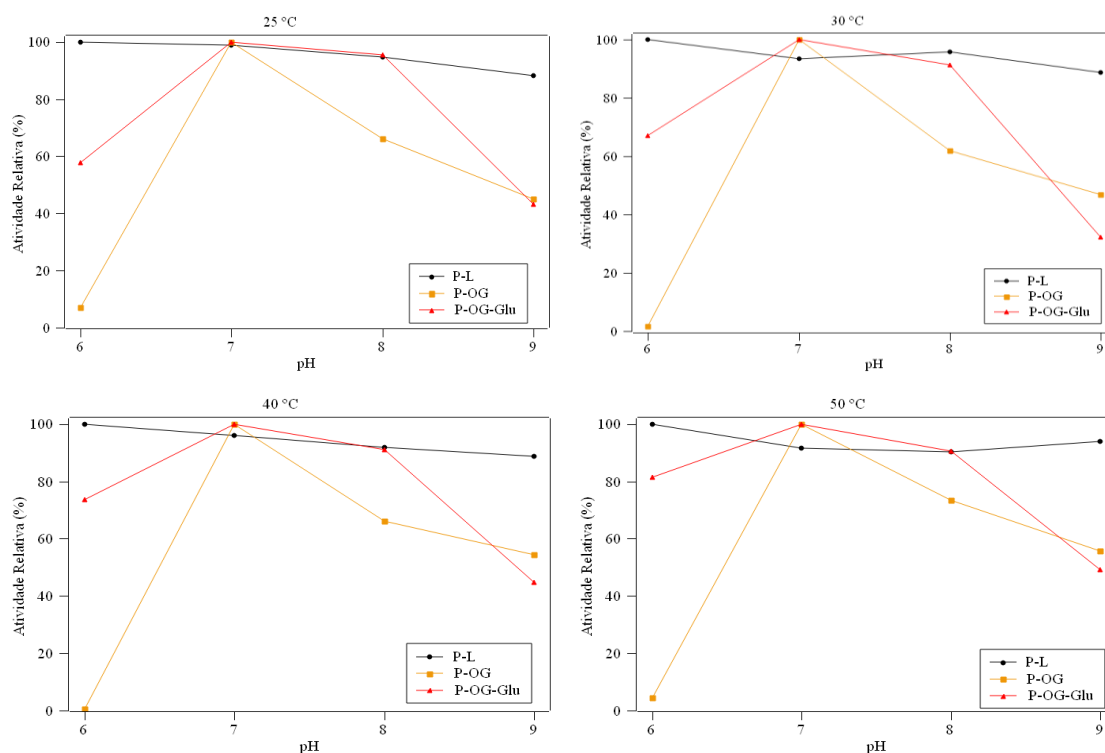 25 °C
Atividade Relativa (%)
100
80
60
40
20
0
P-L
P-OG
P-OG-Glu
6
7
8
9
pH
30 °C
Atividade Relativa (%)
100
80
60
40
20
0
P-L
P-OG
P-OG-Glu
6
7
8
9
pH
40 °C
Atividade Relativa (%)
100
80
60
40
20
0
P-L
P-OG
P-OG-Glu
6
7
8
9
pH
50 °C
Atividade Relativa (%)
100
80
60
40
20
0
P-L
P-OG
P-OG-Glu
6
7
8
9
pH